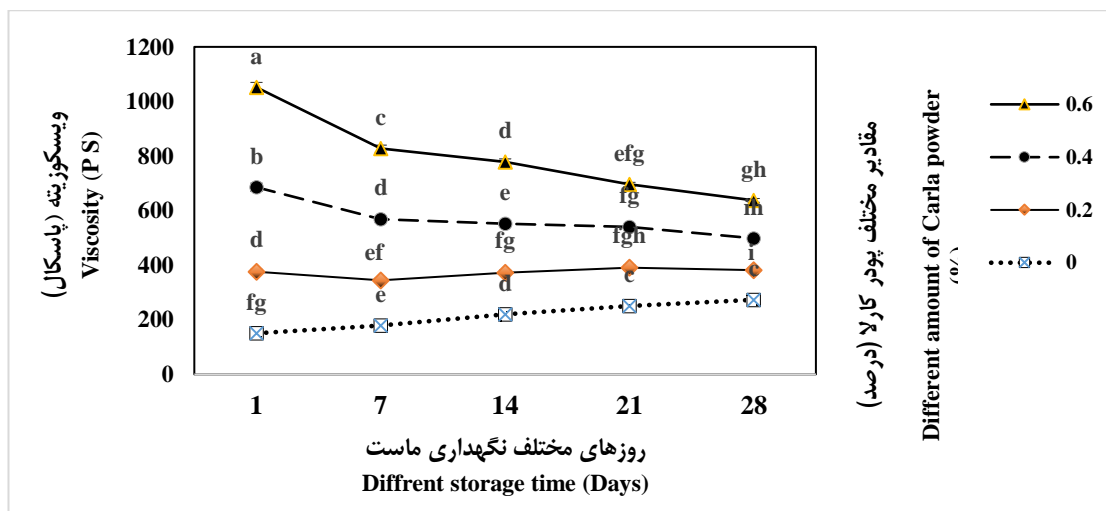 1200
1000
800
600
400
200
0
ویسکوزیته (پاسکال)
Viscosity (P S)
a
c
d
efg
gh
b
d
e
fg
m
d
ef
fg
fgh
i
fg
e
d
c
c
1 7 14 21 28
روزهای مختلف نگهداری ماست
Diffrent storage time (Days)
مقادیر مختلف پودر کارلا (درصد)
Different amount of Carla powder
(%)
0.6
0.4
0.2
0